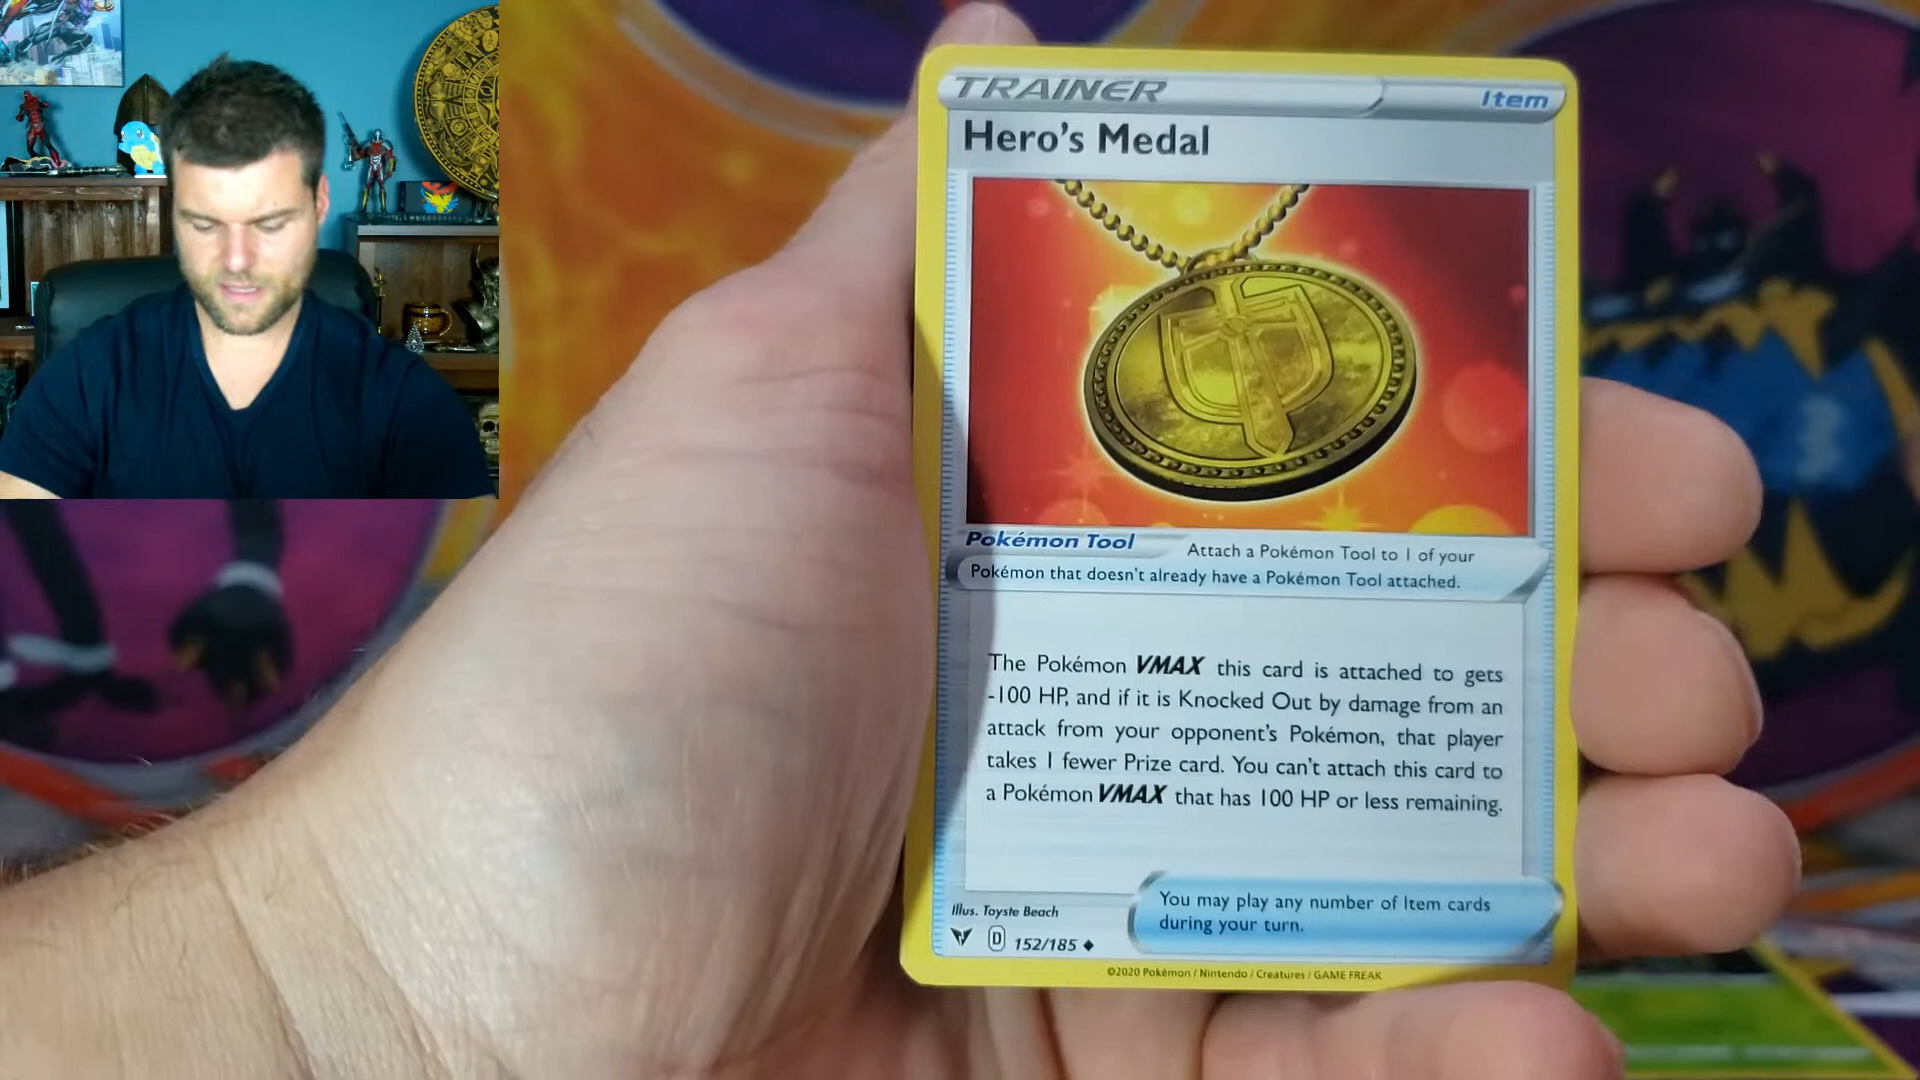 TRAINER
Item
Hero's Medal
Pokémon Tool
Attach a Pokémon Tool to 1 of your
Pokémon that doesn't already have a Pokémon Tool attached.
The Pokémon VMAX this card is attached to gets
-100 HP, and if it is Knocked Out by damage from an
attack from your opponent's Pokémon, that player
takes 1 fewer Prize card. You can't attach this card to
a Pokémon VMAX that has 100 HP or less remaining.
Illus. Toyste Beach
D 152/185
You may play any number of Item cards
during your turn.
©2020 Pokémon / Nintendo / Creatures / GAME FREAK